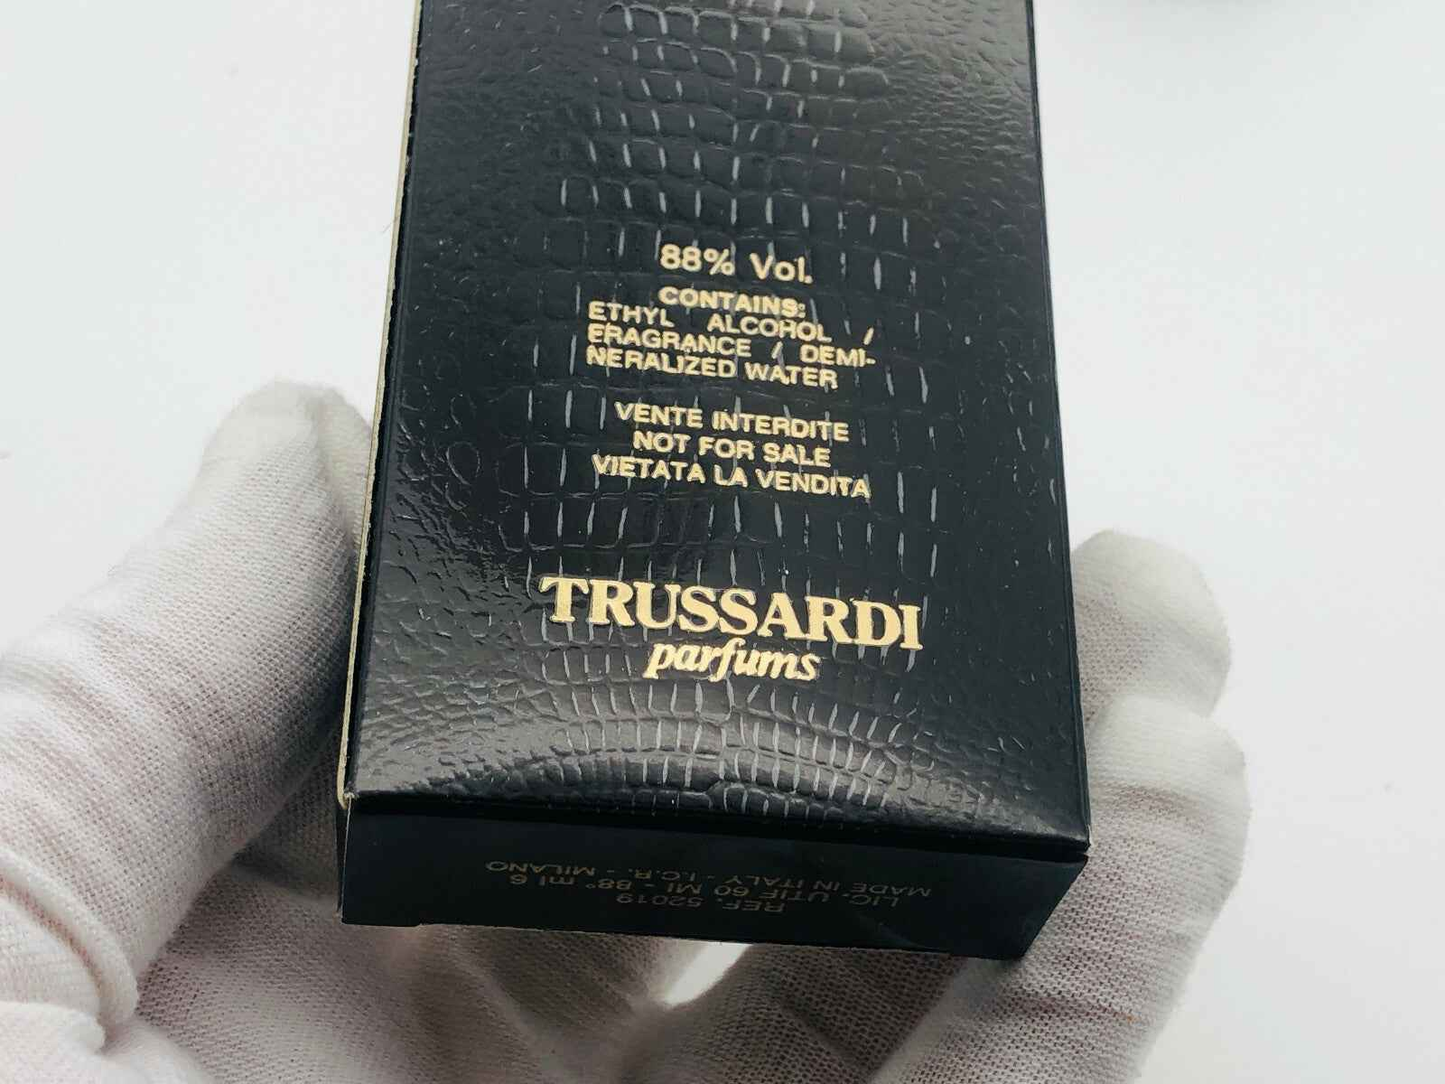 88% Vol.
CONTAINS:
ETHYL ALCOHOL /
FRAGRANCE / DEMI-
NERALIZED WATER
VENTE INTERDITE
NOT FOR SALE
VIETATA LA VENDITA
TRUSSARDI
parfums
MADE IN ITALY - I.C.R. - MILANO
LIC. UTIF. 60 MI - 88° ml 6
REF. 52019